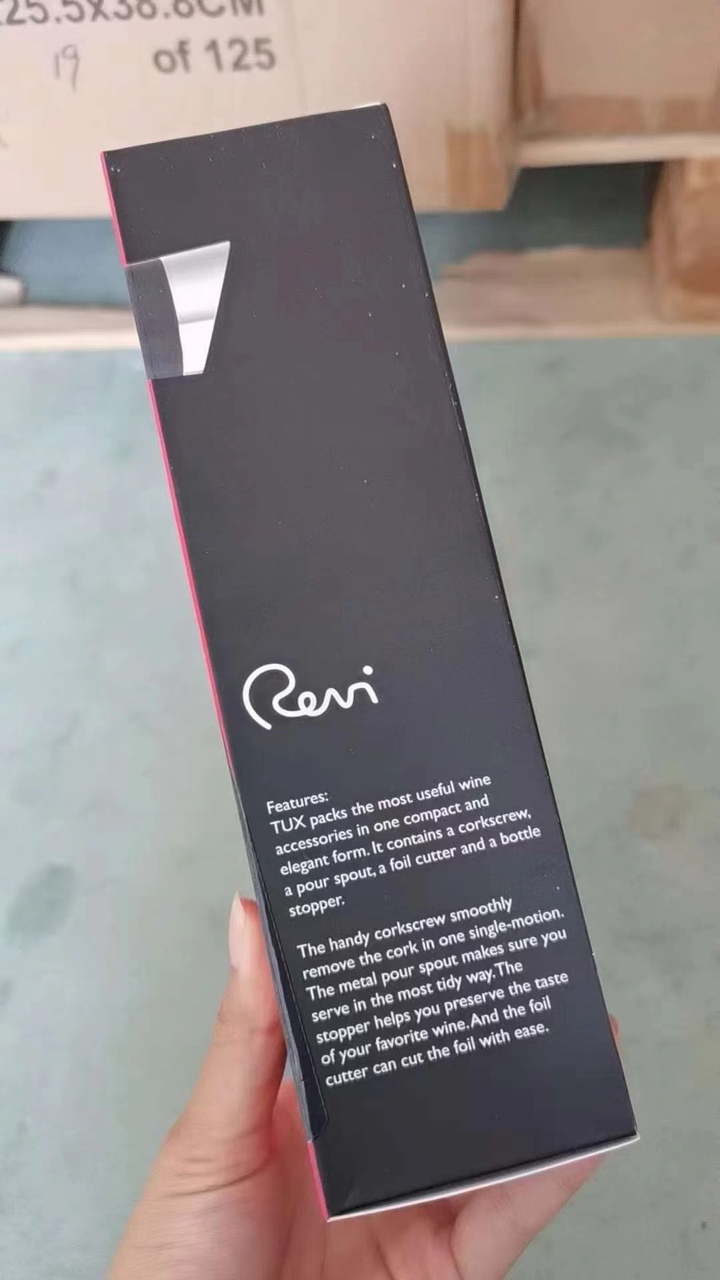 25.5X38.8CM
19 of 125
Revi
Features:
TUX packs the most useful wine
accessories in one compact and
elegant form. It contains a corkscrew,
a pour spout, a foil cutter and a bottle
stopper.
The handy corkscrew smoothly
remove the cork in one single-motion.
The metal pour spout makes sure you
serve in the most tidy way.The
stopper helps you preserve the taste
of your favorite wine.And the foil
cutter can cut the foil with ease.